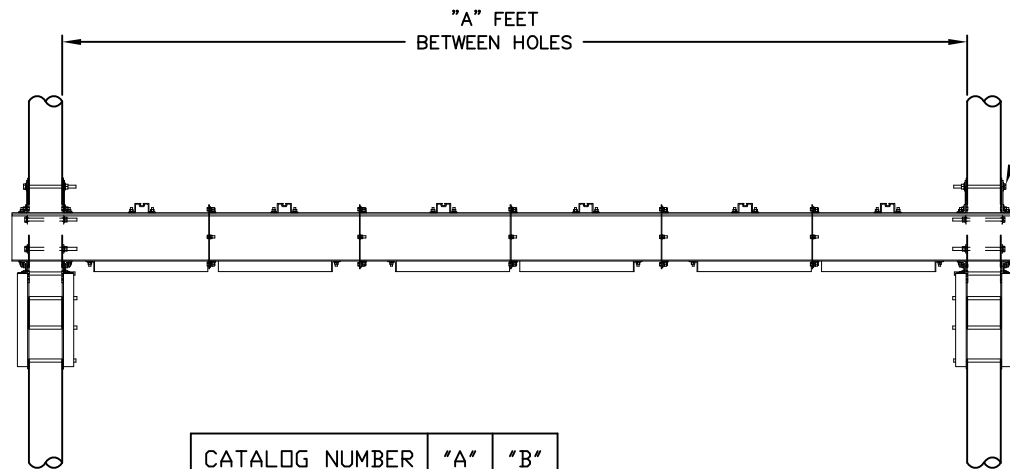 "A" FEET
BETWEEN HOLES
CATALOG NUMBER "A" "B"